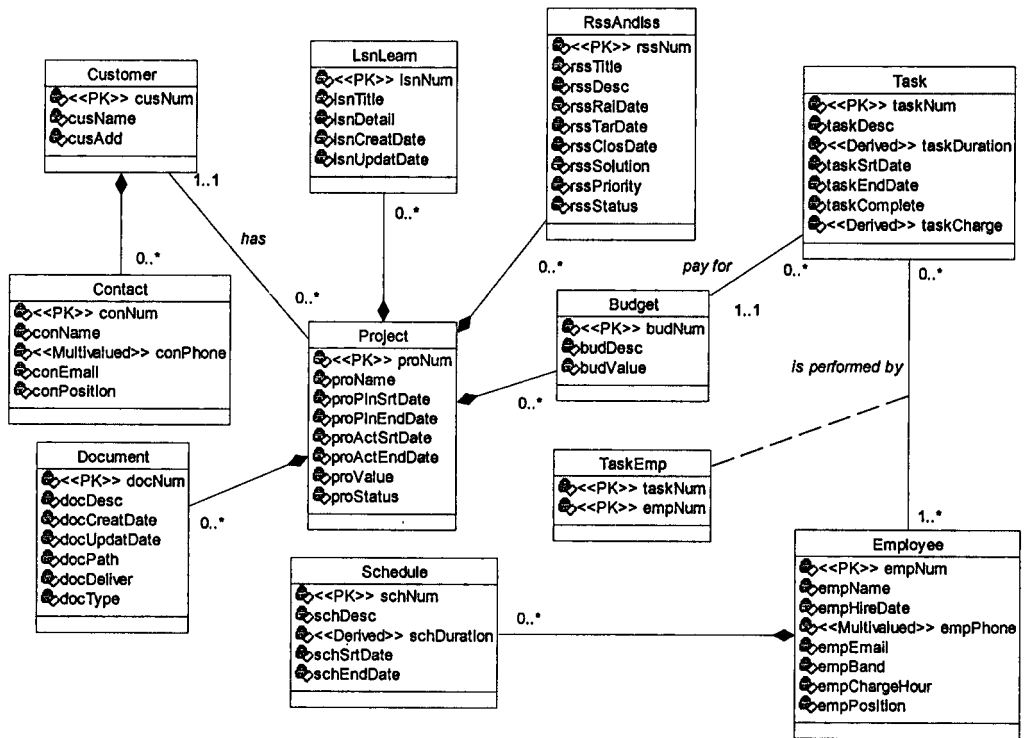 RssAndIss
<<PK>> rssNum
rssTitle
rssDesc
rssRaiDate
rssTarDate
rssClosDate
rssSolution
rssPriority
rssStatus
LsnLearn
<<PK>> lsnNum
lsnTitle
lsnDetail
lsnCreatDate
lsnUpdatDate
Customer
<<PK>> cusNum
cusName
cusAdd
Task
<<PK>> taskNum
taskDesc
<<Derived>> taskDuration
taskSrtDate
taskEndDate
taskComplete
<<Derived>> taskCharge
1..1
0..*
has
0..*
0..*
pay for
0..*
0..*
0..*
1..1
Contact
<<PK>> conNum
conName
<<Multivalued>> conPhone
conEmail
conPosition
0..*
Project
<<PK>> proNum
proName
proPlnSrtDate
proPlnEndDate
proActSrtDate
proActEndDate
proValue
proStatus
Budget
<<PK>> budNum
budDesc
budValue
0..*
is performed by
Document
<<PK>> docNum
docDesc
docCreatDate
docUpdatDate
docPath
docDeliver
docType
0..*
TaskEmp
<<PK>> taskNum
<<PK>> empNum
1..*
Schedule
<<PK>> schNum
schDesc
<<Derived>> schDuration
schSrtDate
schEndDate
0..*
Employee
<<PK>> empNum
empName
empHireDate
<<Multivalued>> empPhone
empEmail
empBand
empChargeHour
empPosition